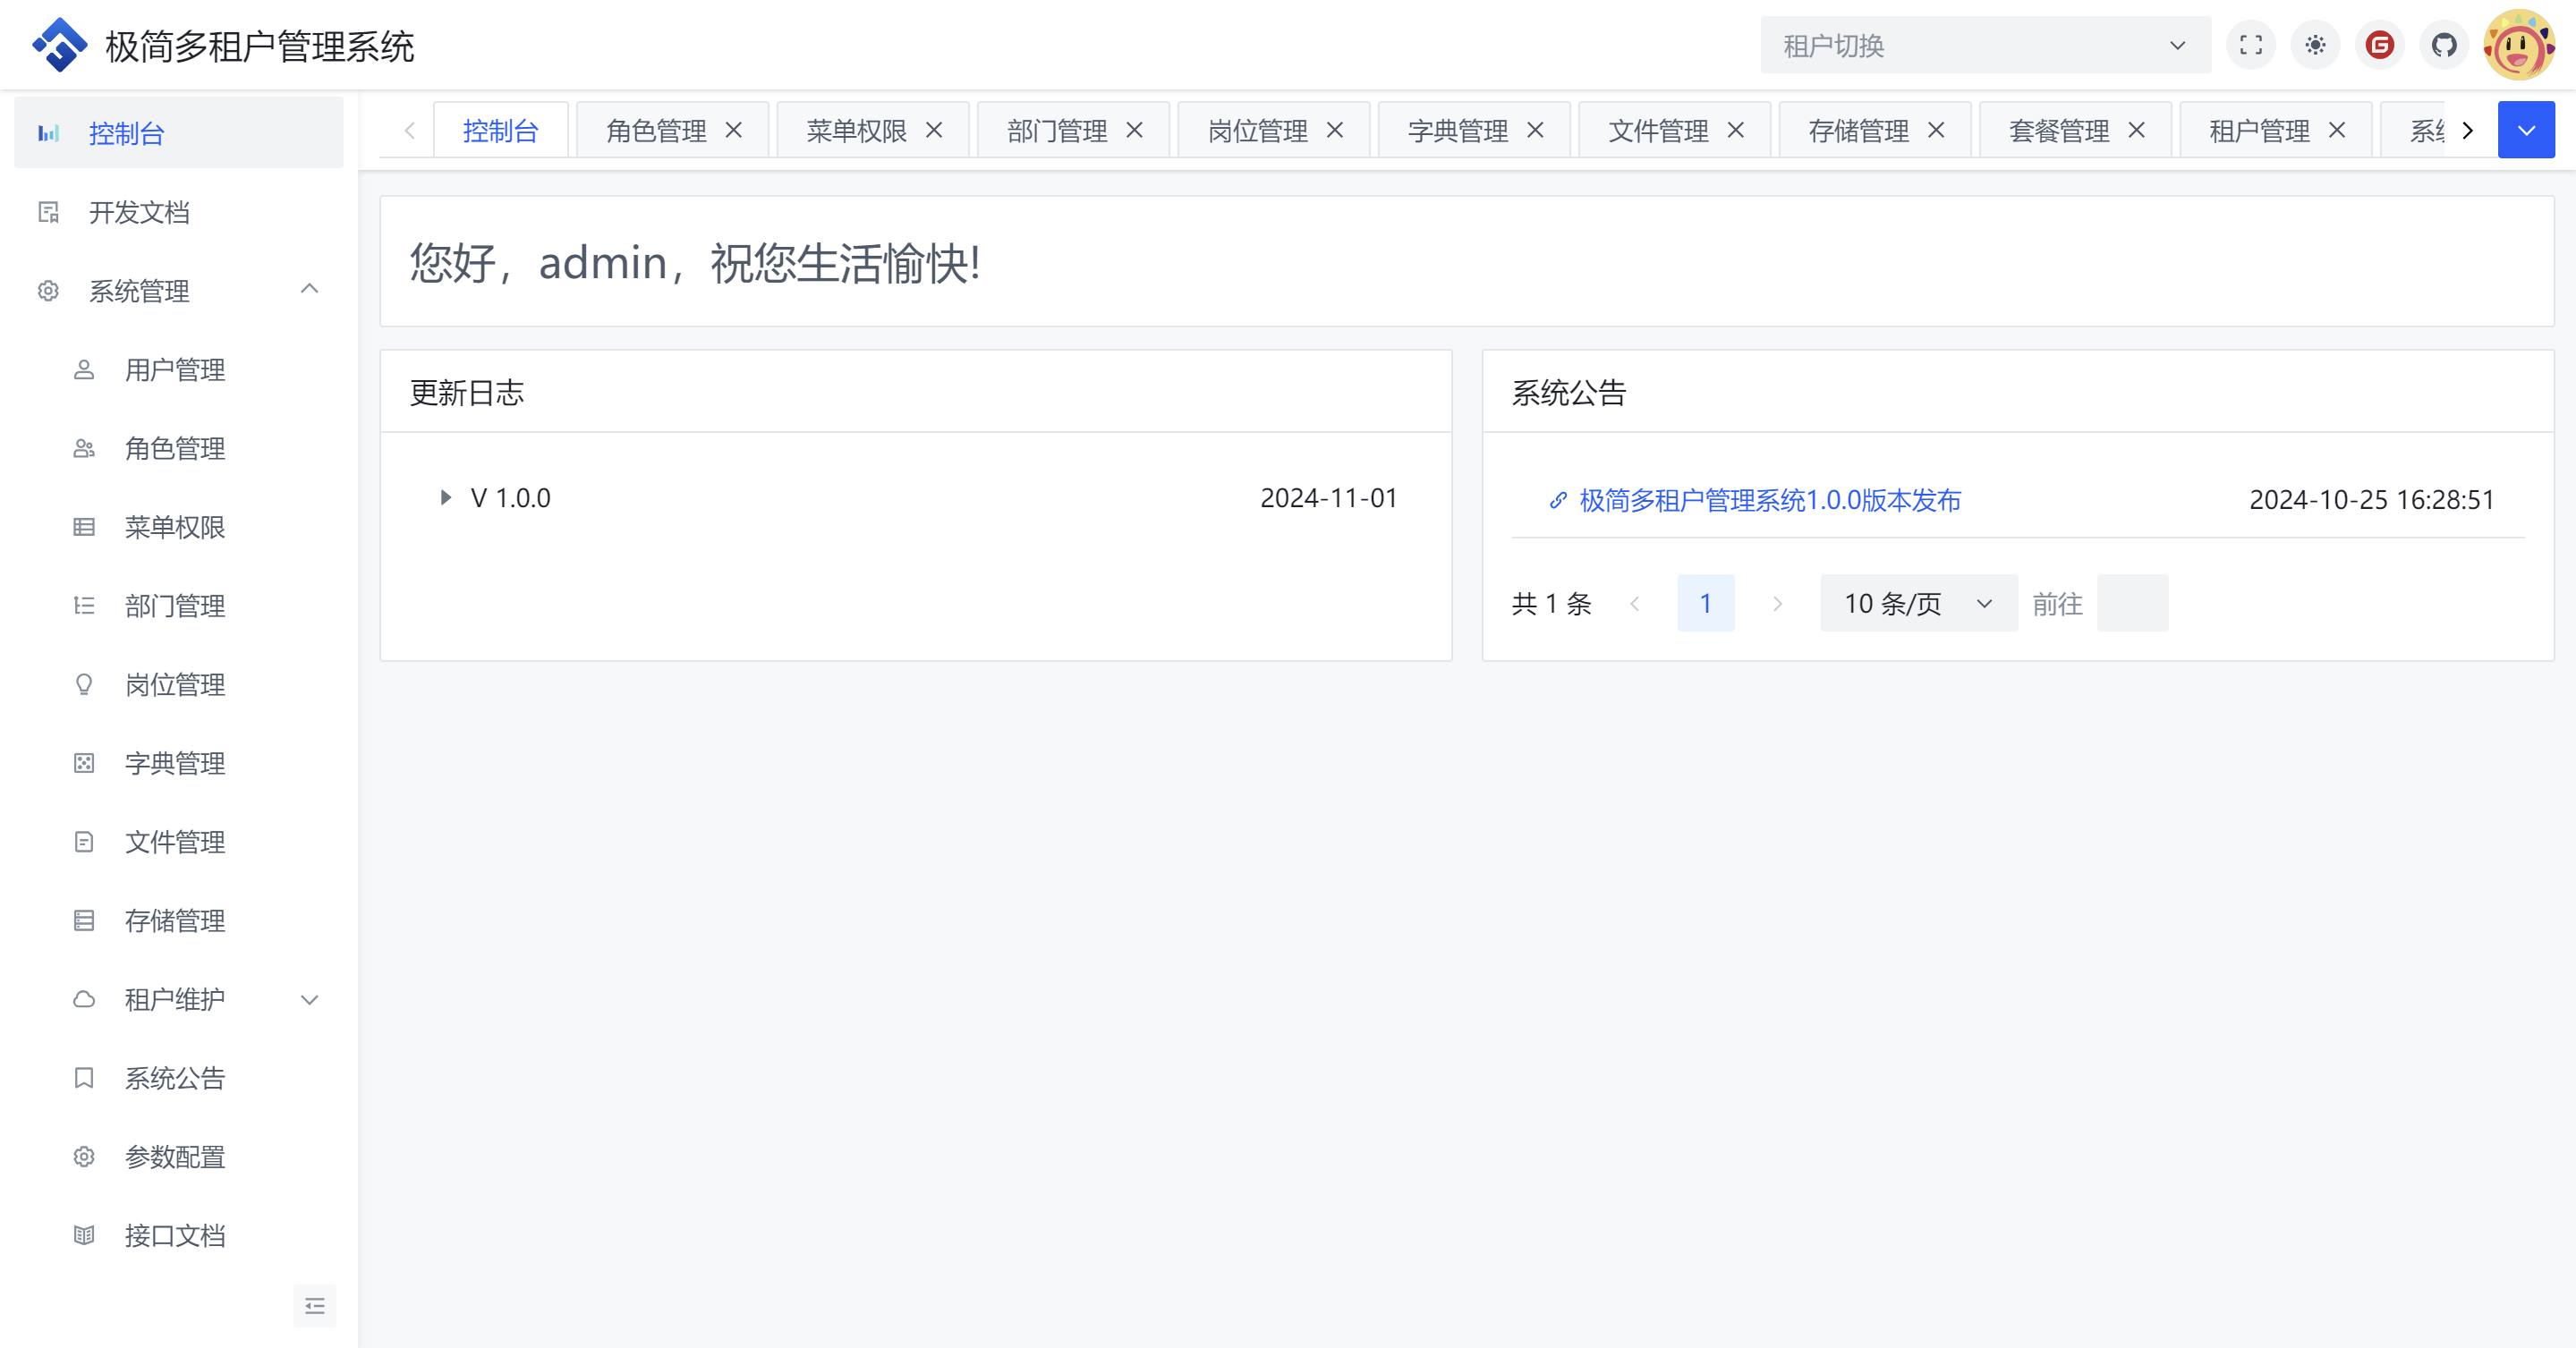 极简多租户管理系统
租户切换
控制台
开发文档
系统管理
用户管理
角色管理
菜单权限
部门管理
岗位管理
字典管理
文件管理
存储管理
租户维护
系统公告
参数配置
接口文档
控制台 角色管理 菜单权限 部门管理 岗位管理 字典管理 文件管理 存储管理 套餐管理 租户管理 系统
您好，admin，祝您生活愉快!
更新日志
V 1.0.0 2024-11-01
系统公告
极简多租户管理系统1.0.0版本发布 2024-10-25 16:28:51
共 1 条 1 10 条/页 前往